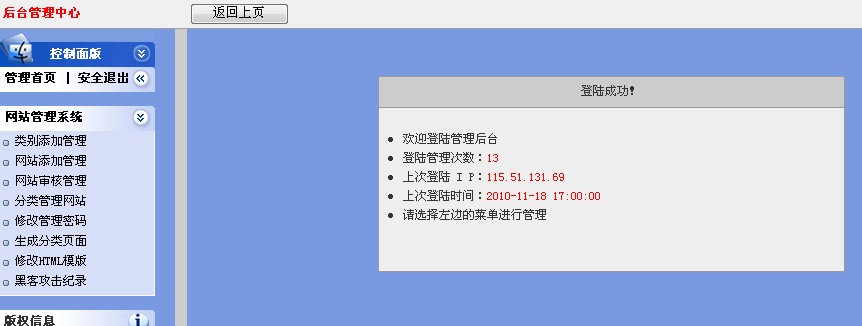 后台管理中心
返回上页
控制面版
管理首页 | 安全退出
网站管理系统
类别添加管理
网站添加管理
网站审核管理
分类管理网站
修改管理密码
生成分类页面
修改HTML模版
黑客攻击纪录
版权信息
登陆成功!
欢迎登陆管理后台
登陆管理次数：13
上次登陆 I P：115.51.131.69
上次登陆时间：2010-11-18 17:00:00
请选择左边的菜单进行管理